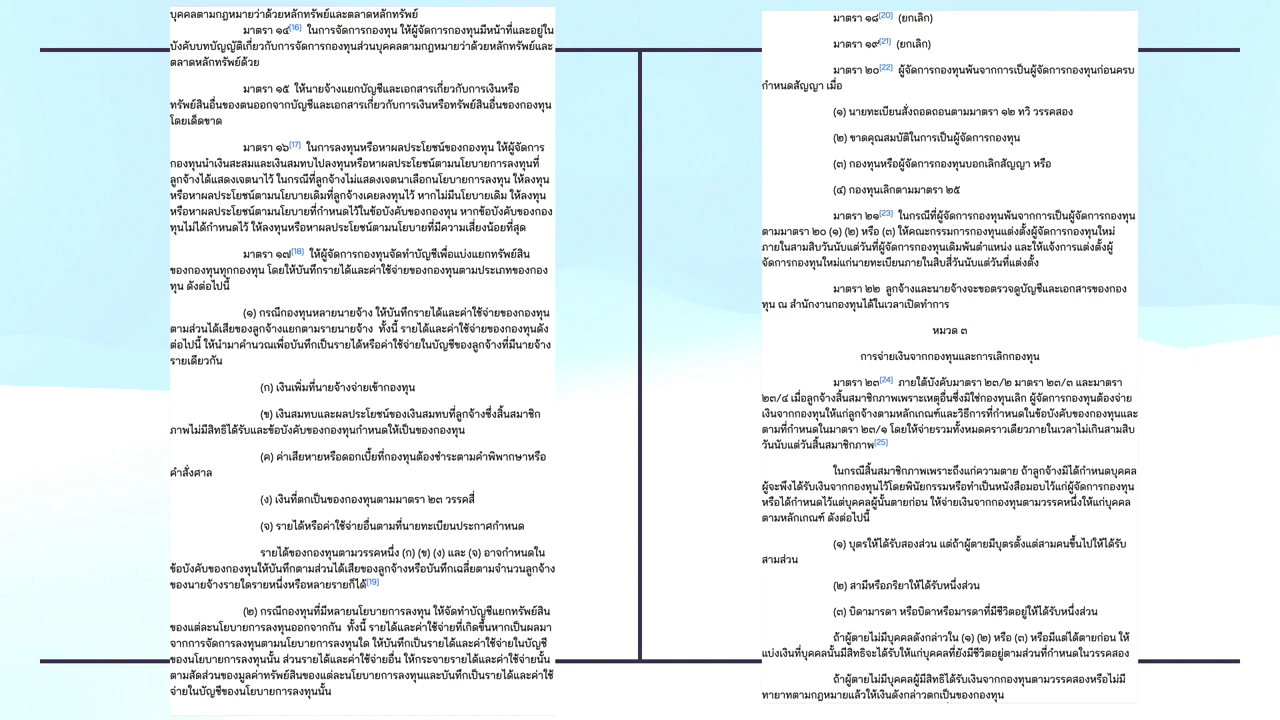 บุคคลตามกฎหมายว่าด้วยหลักทรัพย์และตลาดหลักทรัพย์
มาตรา ๑๔[16] ในการจัดการกองทุน ให้ผู้จัดการกองทุนมีหน้าที่และอยู่ใน
บังคับบทบัญญัติเกี่ยวกับการจัดการกองทุนส่วนบุคคลตามกฎหมายว่าด้วยหลักทรัพย์และ
ตลาดหลักทรัพย์ด้วย
มาตรา ๑๕ ให้นายจ้างแยกบัญชีและเอกสารเกี่ยวกับการเงินหรือ
ทรัพย์สินอื่นของตนออกจากบัญชีและเอกสารเกี่ยวกับการเงินหรือทรัพย์สินอื่นของกองทุน
โดยเด็ดขาด
มาตรา ๑๖[17] ในการลงทุนหรือหาผลประโยชน์ของกองทุน ให้ผู้จัดการ
กองทุนนำเงินสะสมและเงินสมทบไปลงทุนหรือหาผลประโยชน์ตามนโยบายการลงทุนที่
ลูกจ้างได้แสดงเจตนาไว้ ในกรณีที่ลูกจ้างไม่แสดงเจตนาเลือกนโยบายการลงทุน ให้ลงทุน
หรือหาผลประโยชน์ตามนโยบายเดิมที่ลูกจ้างเคยลงทุนไว้ หากไม่มีนโยบายเดิม ให้ลงทุน
หรือหาผลประโยชน์ตามนโยบายที่กำหนดไว้ในข้อบังคับของกองทุน หากข้อบังคับของกอง
ทุนไม่ได้กำหนดไว้ ให้ลงทุนหรือหาผลประโยชน์ตามนโยบายที่มีความเสี่ยงน้อยที่สุด
มาตรา ๑๗[18] ให้ผู้จัดการกองทุนจัดทำบัญชีเพื่อแบ่งแยกทรัพย์สิน
ของกองทุนทุกกองทุน โดยให้บันทึกรายได้และค่าใช้จ่ายของกองทุนตามประเภทของกอง
ทุน ดังต่อไปนี้
(๑) กรณีกองทุนหลายนายจ้าง ให้บันทึกรายได้และค่าใช้จ่ายของกองทุน
ตามส่วนได้เสียของลูกจ้างแยกตามรายนายจ้าง ทั้งนี้ รายได้และค่าใช้จ่ายของกองทุนดัง
ต่อไปนี้ ให้นำมาคำนวณเพื่อบันทึกเป็นรายได้หรือค่าใช้จ่ายในบัญชีของลูกจ้างที่มีนายจ้าง
รายเดียวกัน
(ก) เงินเพิ่มที่นายจ้างจ่ายเข้ากองทุน
(ข) เงินสมทบและผลประโยชน์ของเงินสมทบที่ลูกจ้างซึ่งสิ้นสมาชิก
ภาพไม่มีสิทธิได้รับและข้อบังคับของกองทุนกำหนดให้เป็นของกองทุน
(ค) ค่าเสียหายหรือดอกเบี้ยที่กองทุนต้องชำระตามคำพิพากษาหรือ
คำสั่งศาล
(ง) เงินที่ตกเป็นของกองทุนตามมาตรา ๒๓ วรรคสี่
(จ) รายได้หรือค่าใช้จ่ายอื่นตามที่นายทะเบียนประกาศกำหนด
รายได้ของกองทุนตามวรรคหนึ่ง (ก) (ข) (ง) และ (จ) อาจกำหนดใน
ข้อบังคับของกองทุนให้บันทึกตามส่วนได้เสียของลูกจ้างหรือบันทึกเฉลี่ยตามจำนวนลูกจ้าง
ของนายจ้างรายใดรายหนึ่งหรือหลายรายก็ได้[19]
(๒) กรณีกองทุนที่มีหลายนโยบายการลงทุน ให้จัดทำบัญชีแยกทรัพย์สิน
ของแต่ละนโยบายการลงทุนออกจากกัน ทั้งนี้ รายได้และค่าใช้จ่ายที่เกิดขึ้นหากเป็นผลมา
จากการจัดการลงทุนตามนโยบายการลงทุนใด ให้บันทึกเป็นรายได้และค่าใช้จ่ายในบัญชี
ของนโยบายการลงทุนนั้น ส่วนรายได้และค่าใช้จ่ายอื่น ให้กระจายรายได้และค่าใช้จ่ายนั้น
ตามสัดส่วนของมูลค่าทรัพย์สินของแต่ละนโยบายการลงทุนและบันทึกเป็นรายได้และค่าใช้
จ่ายในบัญชีของนโยบายการลงทุนนั้น
มาตรา ๑๘[20] (ยกเลิก)
มาตรา ๑๙[21] (ยกเลิก)
มาตรา ๒๐[22] ผู้จัดการกองทุนพ้นจากการเป็นผู้จัดการกองทุนก่อนครบ
กำหนดสัญญา เมื่อ
(๑) นายทะเบียนสั่งถอดถอนตามมาตรา ๑๒ ทวิ วรรคสอง
(๒) ขาดคุณสมบัติในการเป็นผู้จัดการกองทุน
(๓) กองทุนหรือผู้จัดการกองทุนบอกเลิกสัญญา หรือ
(๔) กองทุนเลิกตามมาตรา ๒๕
มาตรา ๒๑[23] ในกรณีที่ผู้จัดการกองทุนพ้นจากการเป็นผู้จัดการกองทุน
ตามมาตรา ๒๐ (๑) (๒) หรือ (๓) ให้คณะกรรมการกองทุนแต่งตั้งผู้จัดการกองทุนใหม่
ภายในสามสิบวันนับแต่วันที่ผู้จัดการกองทุนเดิมพ้นตำแหน่ง และให้แจ้งการแต่งตั้งผู้
จัดการกองทุนใหม่แก่นายทะเบียนภายในสิบสี่วันนับแต่วันที่แต่งตั้ง
มาตรา ๒๒ ลูกจ้างและนายจ้างจะขอตรวจดูบัญชีและเอกสารของกอง
ทุน ณ สำนักงานกองทุนได้ในเวลาเปิดทำการ
หมวด ๓
การจ่ายเงินจากกองทุนและการเลิกกองทุน
มาตรา ๒๓[24] ภายใต้บังคับมาตรา ๒๓/๒ มาตรา ๒๓/๓ และมาตรา
๒๓/๔ เมื่อลูกจ้างสิ้นสมาชิกภาพเพราะเหตุอื่นซึ่งมิใช่กองทุนเลิก ผู้จัดการกองทุนต้องจ่าย
เงินจากกองทุนให้แก่ลูกจ้างตามหลักเกณฑ์และวิธีการที่กำหนดในข้อบังคับของกองทุนและ
ตามที่กำหนดในมาตรา ๒๓/๑ โดยให้จ่ายรวมทั้งหมดคราวเดียวภายในเวลาไม่เกินสามสิบ
วันนับแต่วันสิ้นสมาชิกภาพ[25]
ในกรณีสิ้นสมาชิกภาพเพราะถึงแก่ความตาย ถ้าลูกจ้างมิได้กำหนดบุคคล
ผู้จะพึงได้รับเงินจากกองทุนไว้โดยพินัยกรรมหรือทำเป็นหนังสือมอบไว้แก่ผู้จัดการกองทุน
หรือได้กำหนดไว้แต่บุคคลผู้นั้นตายก่อน ให้จ่ายเงินจากกองทุนตามวรรคหนึ่งให้แก่บุคคล
ตามหลักเกณฑ์ ดังต่อไปนี้
(๑) บุตรให้ได้รับสองส่วน แต่ถ้าผู้ตายมีบุตรตั้งแต่สามคนขึ้นไปให้ได้รับ
สามส่วน
(๒) สามีหรือภริยาให้ได้รับหนึ่งส่วน
(๓) บิดามารดา หรือบิดาหรือมารดาที่มีชีวิตอยู่ให้ได้รับหนึ่งส่วน
ถ้าผู้ตายไม่มีบุคคลดังกล่าวใน (๑) (๒) หรือ (๓) หรือมีแต่ได้ตายก่อน ให้
แบ่งเงินที่บุคคลนั้นมีสิทธิจะได้รับให้แก่บุคคลที่ยังมีชีวิตอยู่ตามส่วนที่กำหนดในวรรคสอง
ถ้าผู้ตายไม่มีบุคคลผู้มีสิทธิได้รับเงินจากกองทุนตามวรรคสองหรือไม่มี
ทายาทตามกฎหมายแล้วให้เงินดังกล่าวตกเป็นของกองทุน